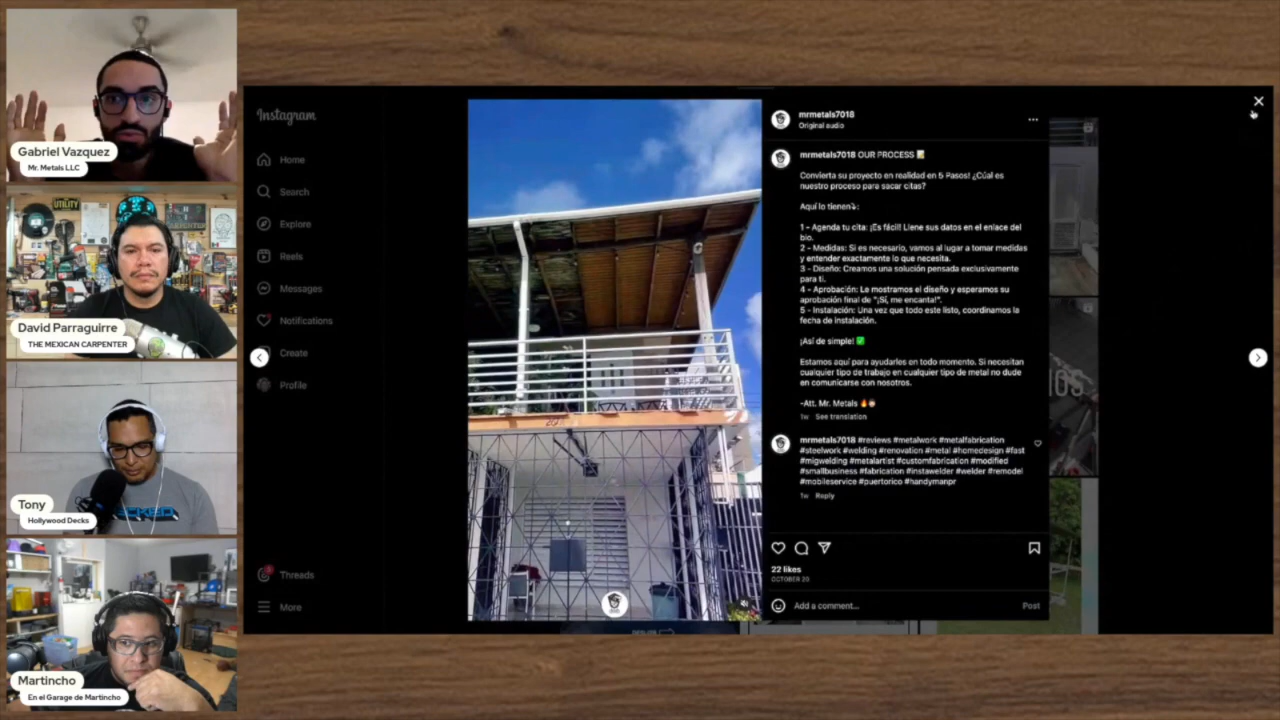 Gabriel Vazquez
Mr. Metals LLC
UTILITY
David Parraguirre
THE MEXICAN CARPENTER
Tony
Hollywood Decks
Martincho
En el Garage de Martincho
Instagram
Home
Search
Explore
Reels
Messages
Notifications
Create
Profile
Threads
More
mrmetals7018
Original audio
mrmetals7018 OUR PROCESS 📝
Convierta su proyecto en realidad en 5 Pasos! ¿Cúal es
nuestro proceso para sacar citas?
Aquí lo tienen⤵:
1 - Agenda tu cita: ¡Es fácil! Llene sus datos en el enlace del
bio.
2 - Medidas: Si es necesario, vamos al lugar a tomar medidas
y entender exactamente lo que necesita.
3 - Diseño: Creamos una solución pensada exclusivamente
para ti.
4 - Aprobación: Le mostramos el diseño y esperamos su
aprobación final de "¡Sí, me encanta!".
5 - Instalación: Una vez que todo este listo, coordinamos la
fecha de instalación.
¡Así de simple! ✅
Estamos aquí para ayudarles en todo momento. Si necesitan
cualquier tipo de trabajo en cualquier tipo de metal no dude
en comunicarse con nosotros.
-Att. Mr. Metals 🔥👨🏻‍🏭
1w See translation
mrmetals7018 #reviews #metalwork #metalfabrication
#steelwork #welding #renovation #metal #homedesign #fast
#migwelding #metalartist #customfabrication #modified
#smallbusiness #fabrication #instawelder #welder #remodel
#mobileservice #puertorico #handymanpr
1w Reply
22 likes
OCTOBER 20
Add a comment...
Post